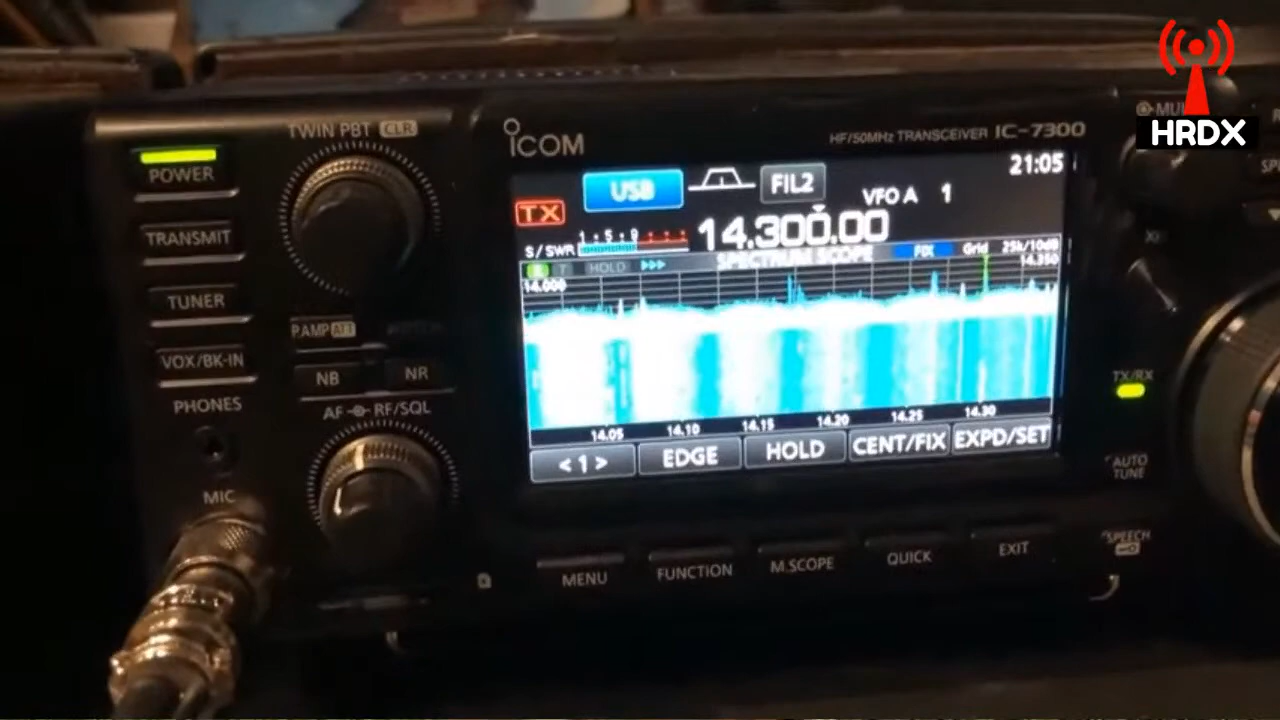 HRDX
TWIN PBT CLR
POWER
TRANSMIT
TUNER
VOX/BK-IN
PHONES
MIC
P.AMP ATT
NB
NR
AF RF/SQL
ICOM
HF/50MHz TRANSCEIVER IC-7300
21:05
USB
FIL2
TX
VFO A 1
14.300.00
1 5 9
S/SWR
SPECTRUM SCOPE
FIX
Grid 25k/10dB
HOLD
14.000
14.350
14.05 14.10 14.15 14.20 14.25 14.30
<1>
EDGE
HOLD
CENT/FIX
EXPD/SET
MENU
FUNCTION
M.SCOPE
QUICK
EXIT
TX/RX
AUTO
TUNE
SPEECH